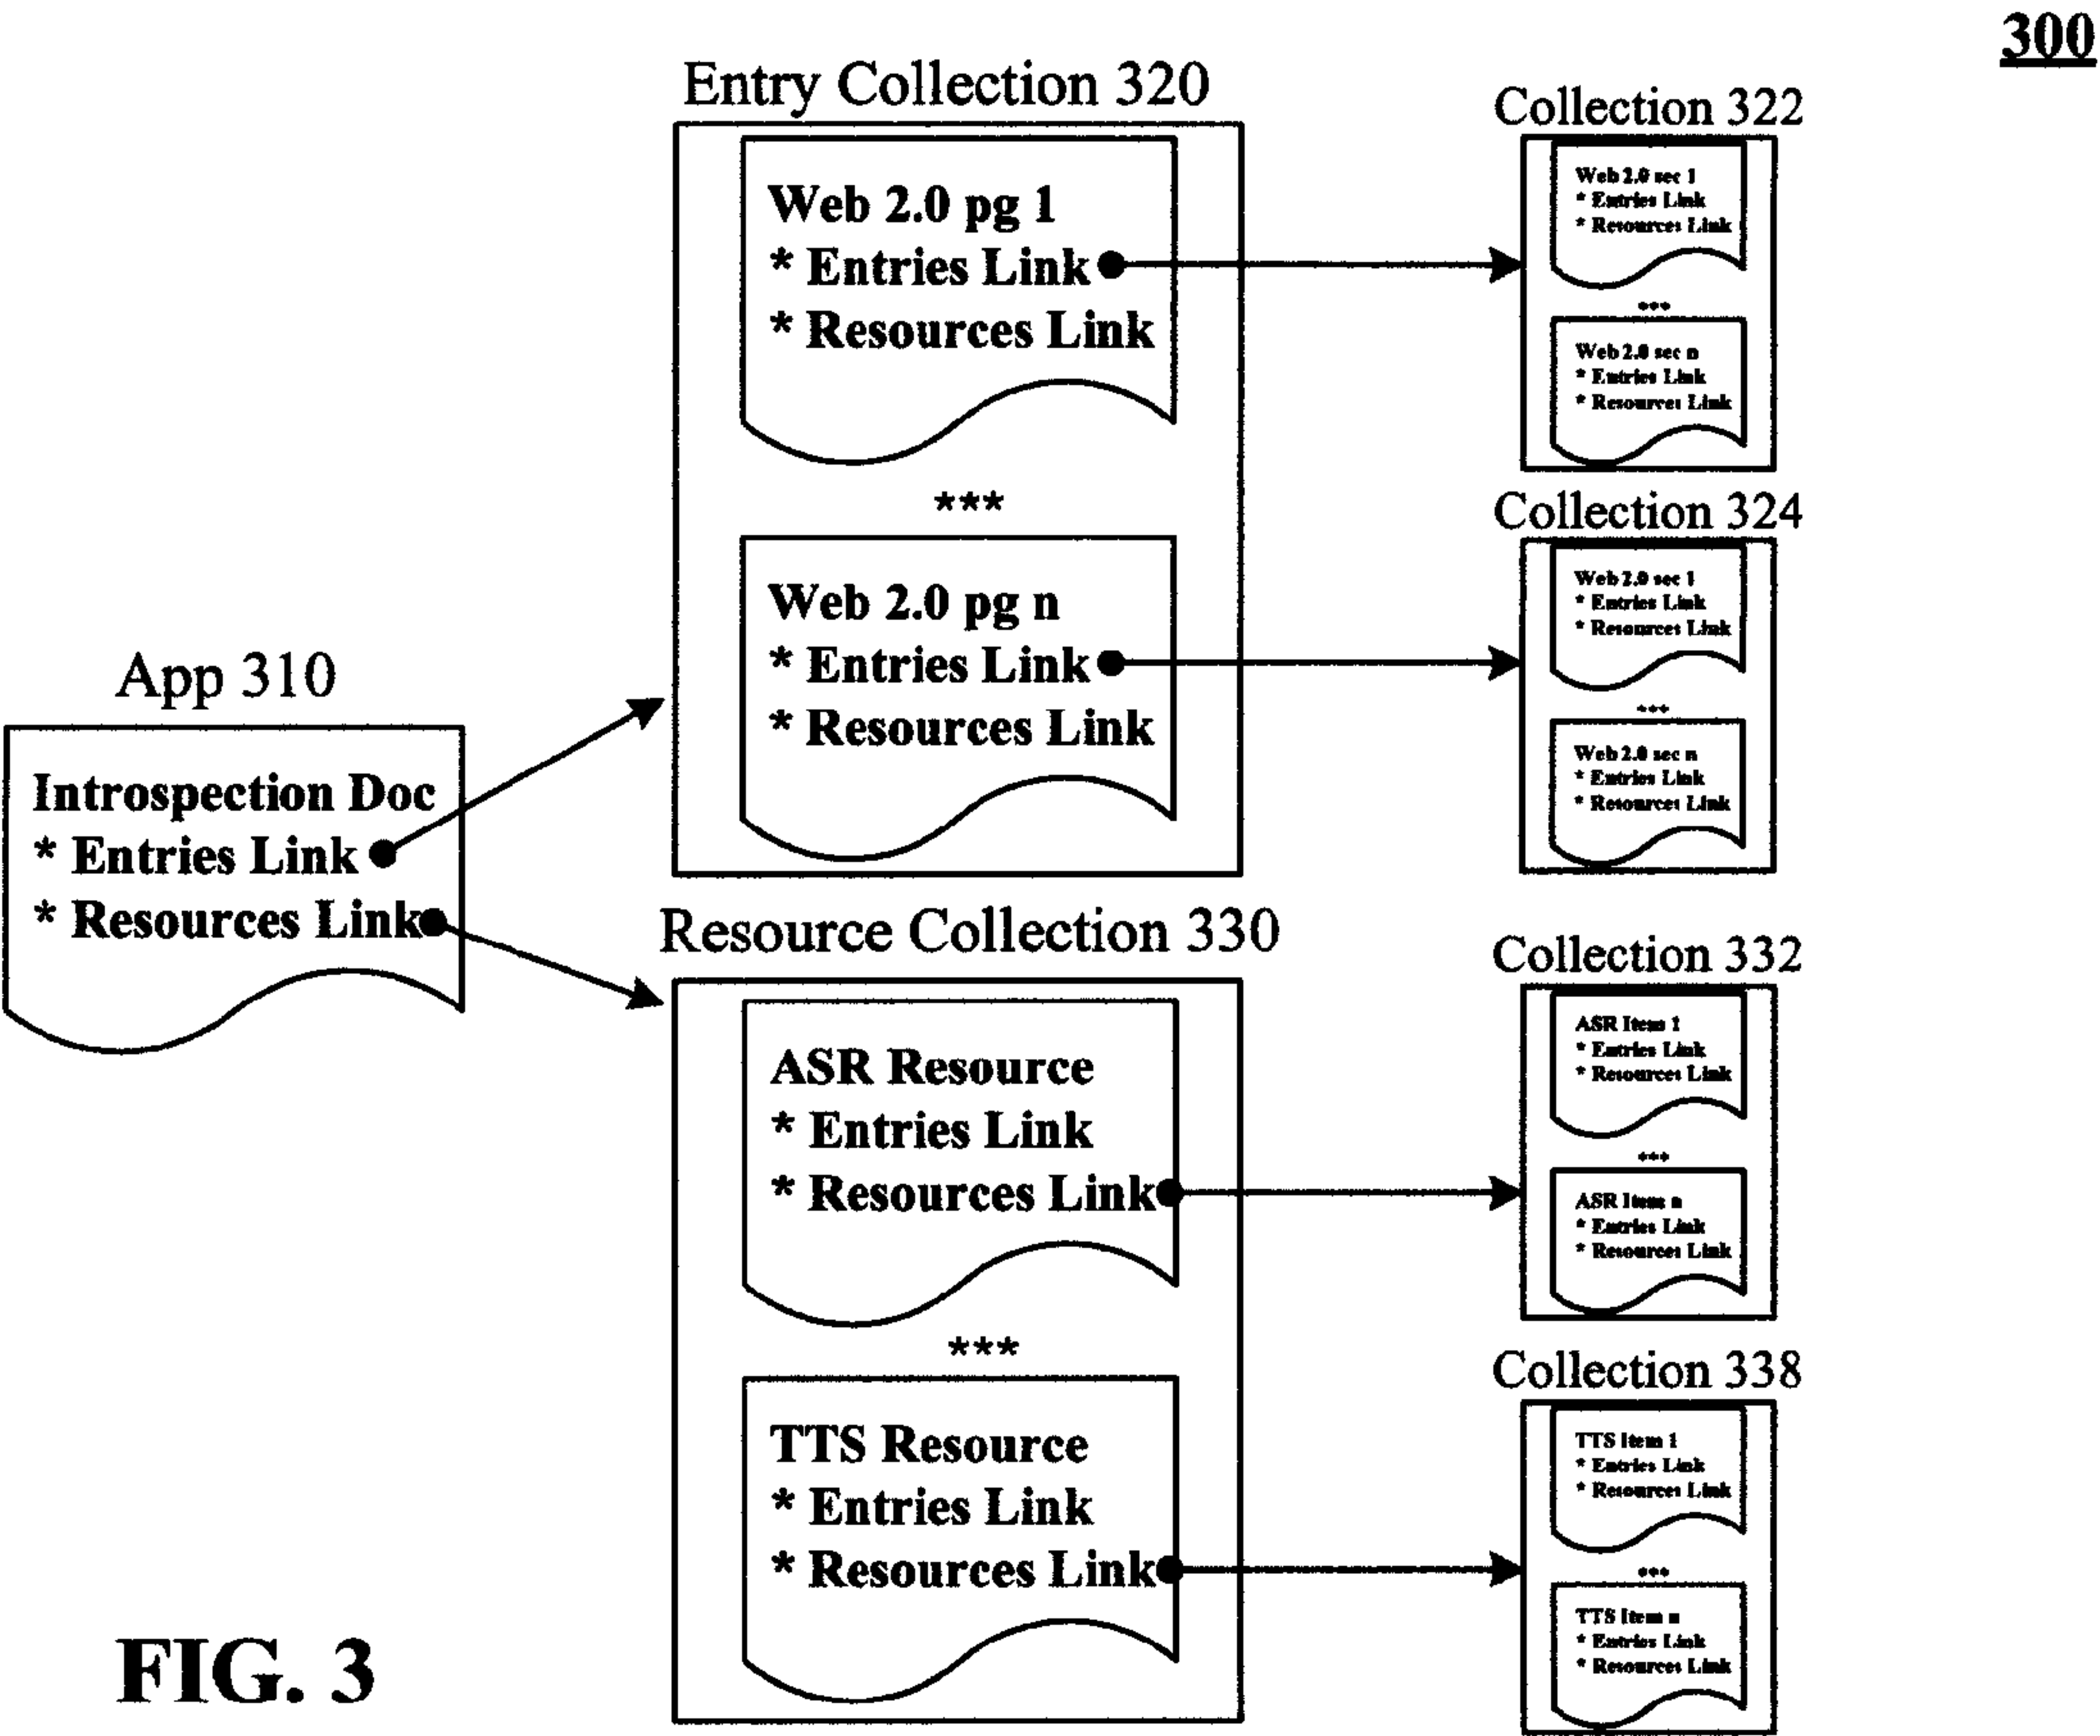 300
Entry Collection 320
Web 2.0 pg 1
* Entries Link
* Resources Link
***
Web 2.0 pg n
* Entries Link
* Resources Link
Collection 322
Web 2.0 sec 1
* Entries Link
* Resources Link
***
Web 2.0 sec n
* Entries Link
* Resources Link
Collection 324
Web 2.0 sec 1
* Entries Link
* Resources Link
***
Web 2.0 sec n
* Entries Link
* Resources Link
App 310
Introspection Doc
* Entries Link
* Resources Link
Resource Collection 330
ASR Resource
* Entries Link
* Resources Link
***
TTS Resource
* Entries Link
* Resources Link
Collection 332
ASR Item 1
* Entries Link
* Resources Link
***
ASR Item n
* Entries Link
* Resources Link
Collection 338
TTS Item 1
* Entries Link
* Resources Link
***
TTS Item n
* Entries Link
* Resources Link
FIG. 3